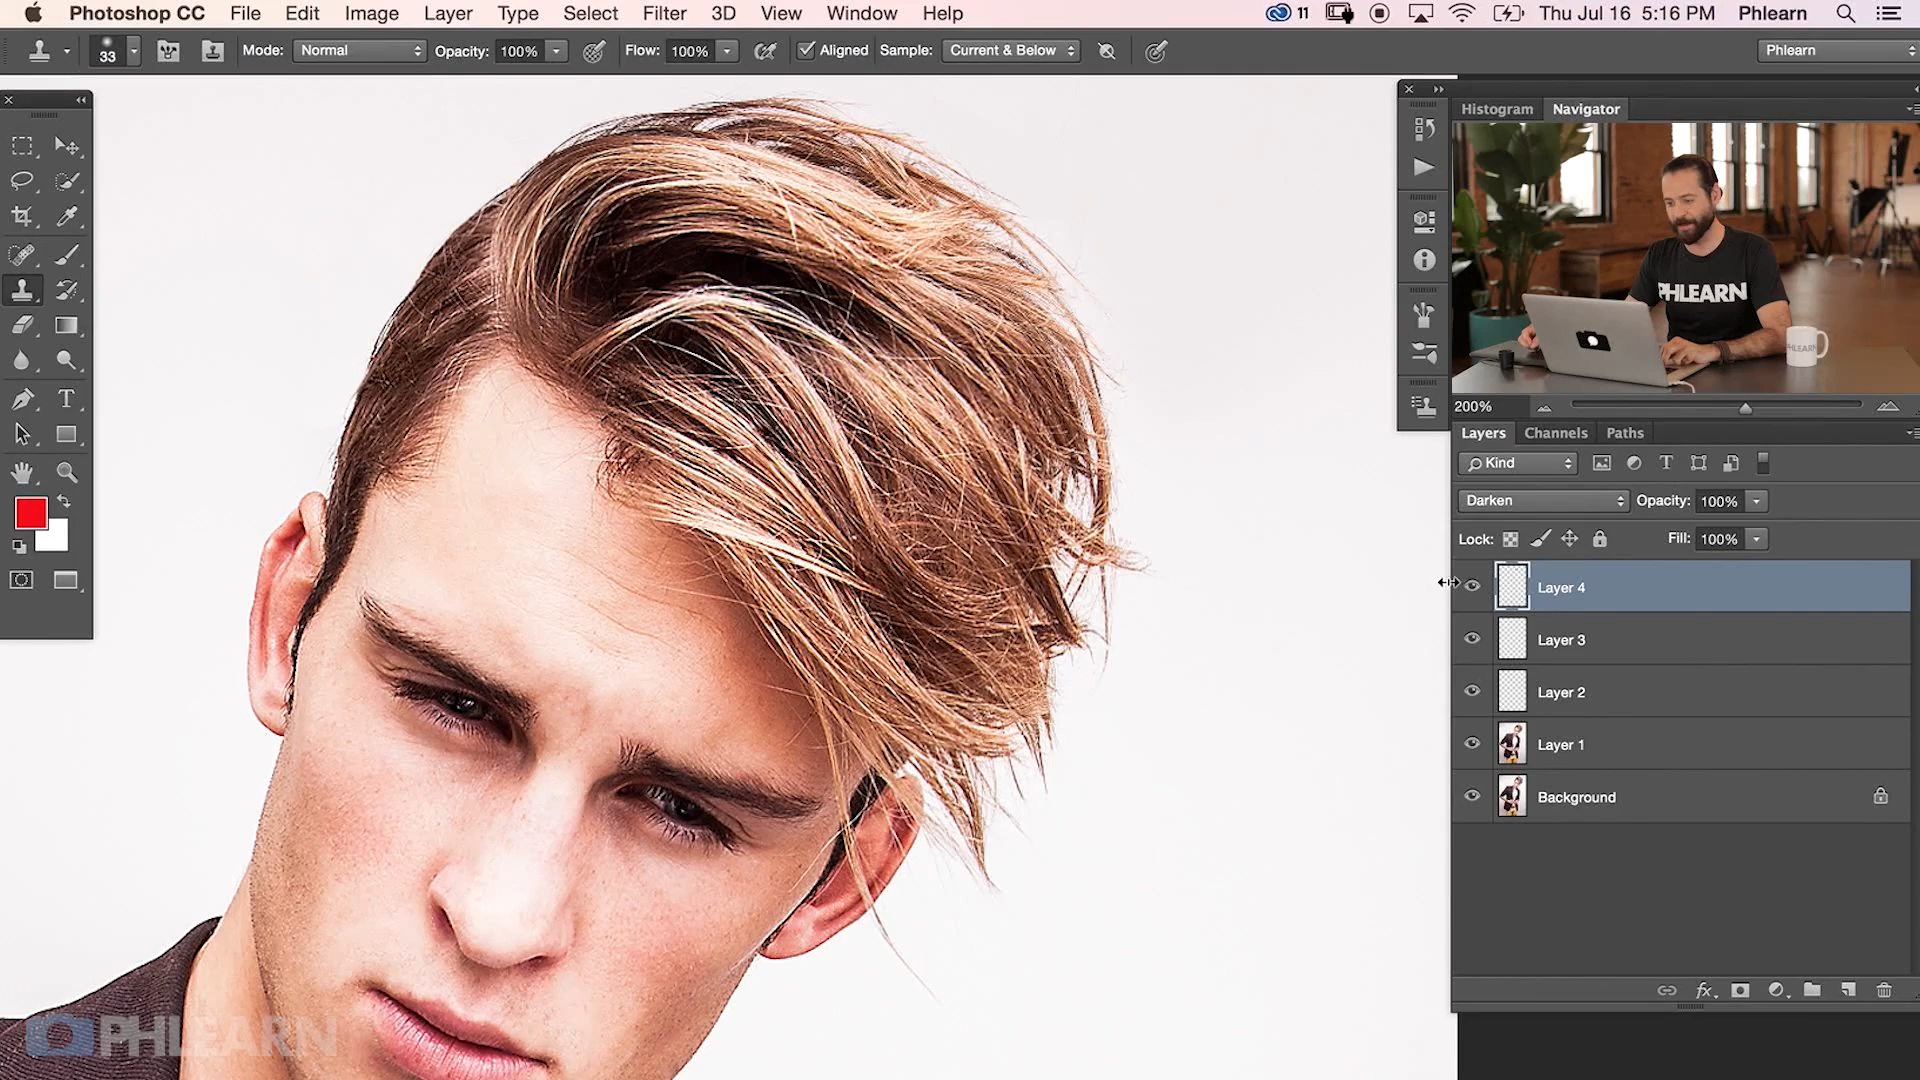 Photoshop CC File Edit Image Layer Type Select Filter 3D View Window Help 11 Thu Jul 16 5:16 PM Phlearn
33 Mode: Normal Opacity: 100% Flow: 100% Aligned Sample: Current & Below Phlearn
Histogram Navigator
PHLEARN
PHLEARN
200%
Layers Channels Paths
Kind T
Darken Opacity: 100%
Lock: Fill: 100%
Layer 4
Layer 3
Layer 2
Layer 1
Background
fx
T
PHLEARN